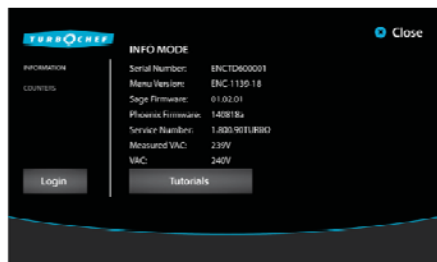 TURBOCHEF
Close
INFO MODE
INFORMATION
COUNTERS
Serial Number: ENCTD600001
Menu Version: ENC-1139-18
Sage Firmware: 01.02.01
Phoenix Firmware: 140818a
Service Number: 1.800.90TURBO
Measured VAC: 239V
VAC: 240V
Login
Tutorials